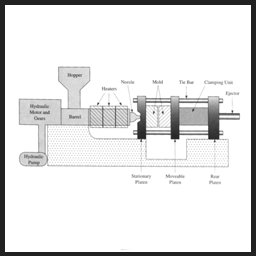 Hopper
Heaters
Nozzle
Mold
Tie Bar
Clamping Unit
Ejector
Hydraulic
Motor and
Gears
Barrel
Hydraulic
Pump
Stationary
Platen
Moveable
Platen
Rear
Platen